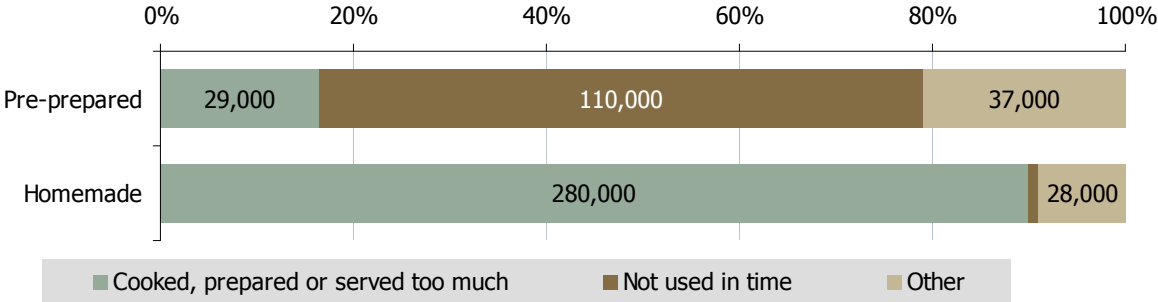 0% 20% 40% 60% 80% 100%
Pre-prepared 29,000 110,000 37,000
Homemade 280,000 28,000
Cooked, prepared or served too much Not used in time Other